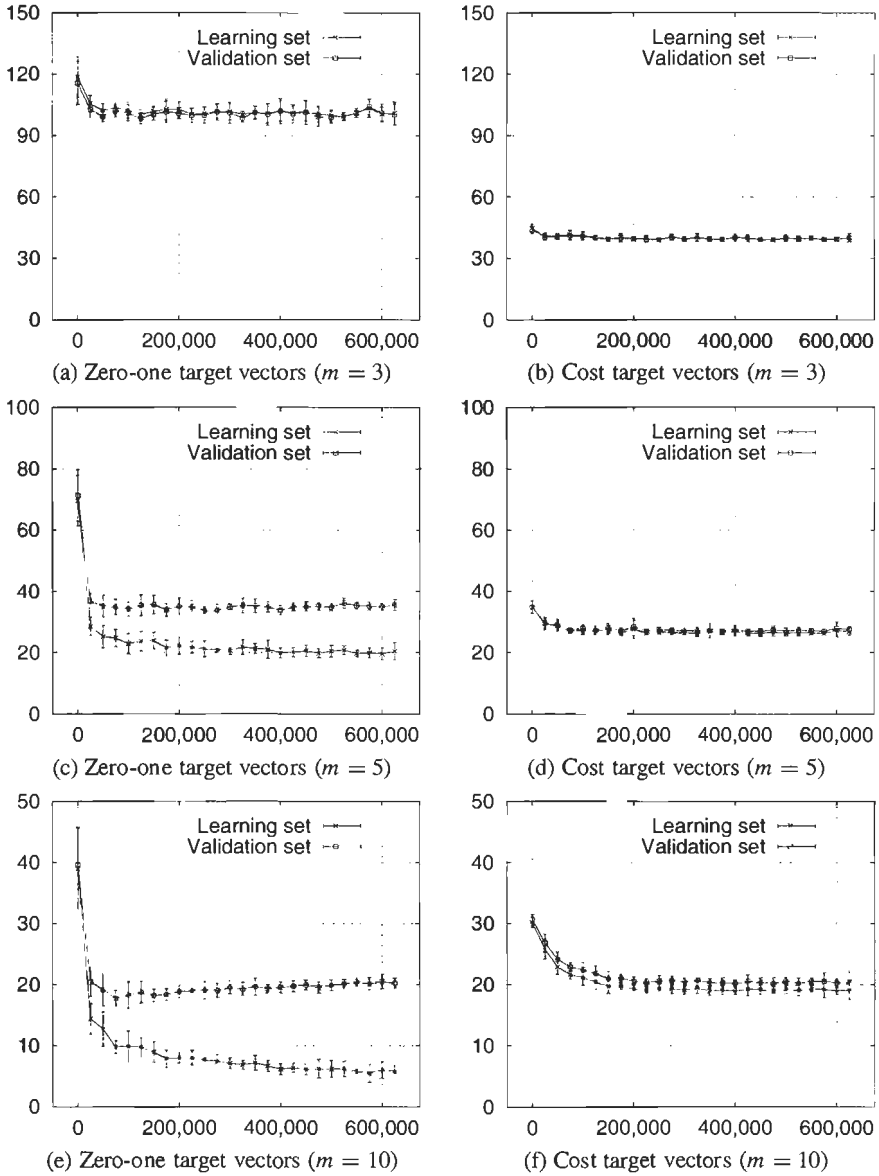 150
120
90
60
30
0
Learning set
Validation set
0 200,000 400,000 600,000
(a) Zero-one target vectors (m = 3)
150
120
90
60
30
0
Learning set
Validation set
0 200,000 400,000 600,000
(b) Cost target vectors (m = 3)
100
80
60
40
20
0
Learning set
Validation set
0 200,000 400,000 600,000
(c) Zero-one target vectors (m = 5)
100
80
60
40
20
0
Learning set
Validation set
0 200,000 400,000 600,000
(d) Cost target vectors (m = 5)
50
40
30
20
10
0
Learning set
Validation set
0 200,000 400,000 600,000
(e) Zero-one target vectors (m = 10)
50
40
30
20
10
0
Learning set
Validation set
0 200,000 400,000 600,000
(f) Cost target vectors (m = 10)